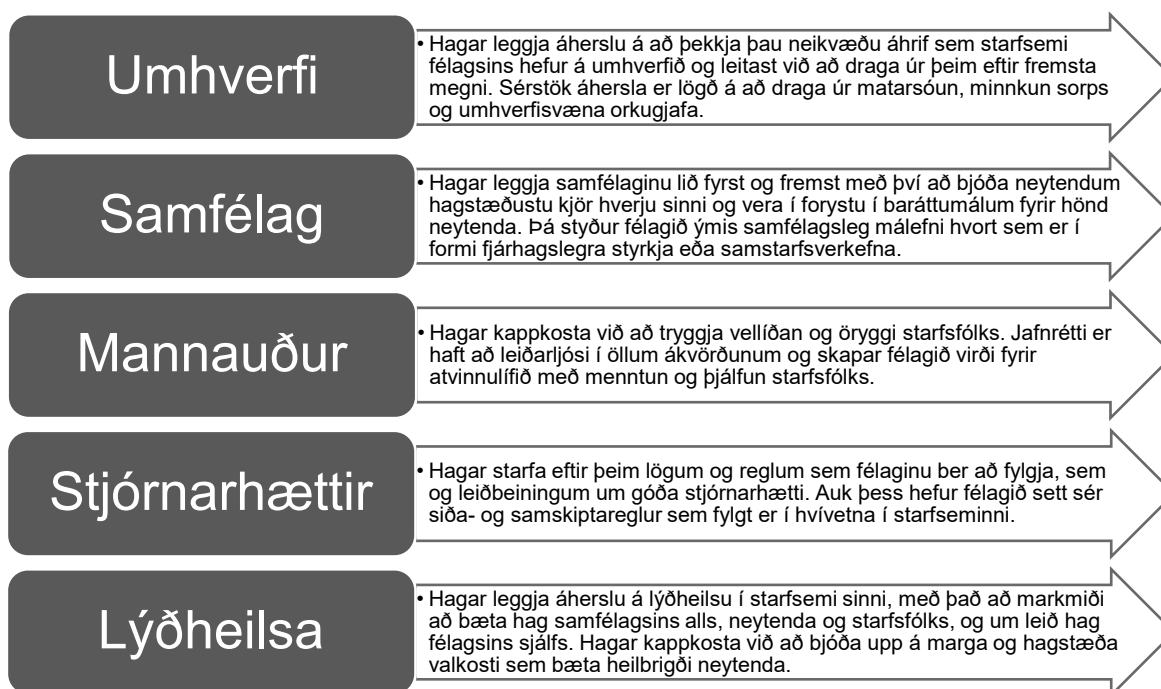 Umhverfi
• Hagar leggja áherslu á að þekkja þau neikvæðu áhrif sem starfsemi
félagsins hefur á umhverfið og leitast við að draga úr þeim eftir fremsta
megni. Sérstök áhersla er lögð á að draga úr matarsóun, minnkun sorps
og umhverfisvæna orkugjafa.
Samfélag
• Hagar leggja samfélaginu lið fyrst og fremst með því að bjóða neytendum
hagstæðustu kjör hverju sinni og vera í forystu í baráttumálum fyrir hönd
neytenda. Þá styður félagið ýmis samfélagsleg málefni hvort sem er í
formi fjárhagslegra styrkja eða samstarfsverkefna.
Mannauður
• Hagar kappkosta við að tryggja vellíðan og öryggi starfsfólks. Jafnrétti er
haft að leiðarljósi í öllum ákvörðunum og skapar félagið virði fyrir
atvinnulífið með menntun og þjálfun starfsfólks.
Stjórnarhættir
• Hagar starfa eftir þeim lögum og reglum sem félaginu ber að fylgja, sem
og leiðbeiningum um góða stjórnarhætti. Auk þess hefur félagið sett sér
siða- og samskiptareglur sem fylgt er í hvívetna í starfseminni.
Lýðheilsa
• Hagar leggja áherslu á lýðheilsu í starfsemi sinni, með það að markmiði
að bæta hag samfélagsins alls, neytenda og starfsfólks, og um leið hag
félagsins sjálfs. Hagar kappkosta við að bjóða upp á marga og hagstæða
valkosti sem bæta heilbrigði neytenda.